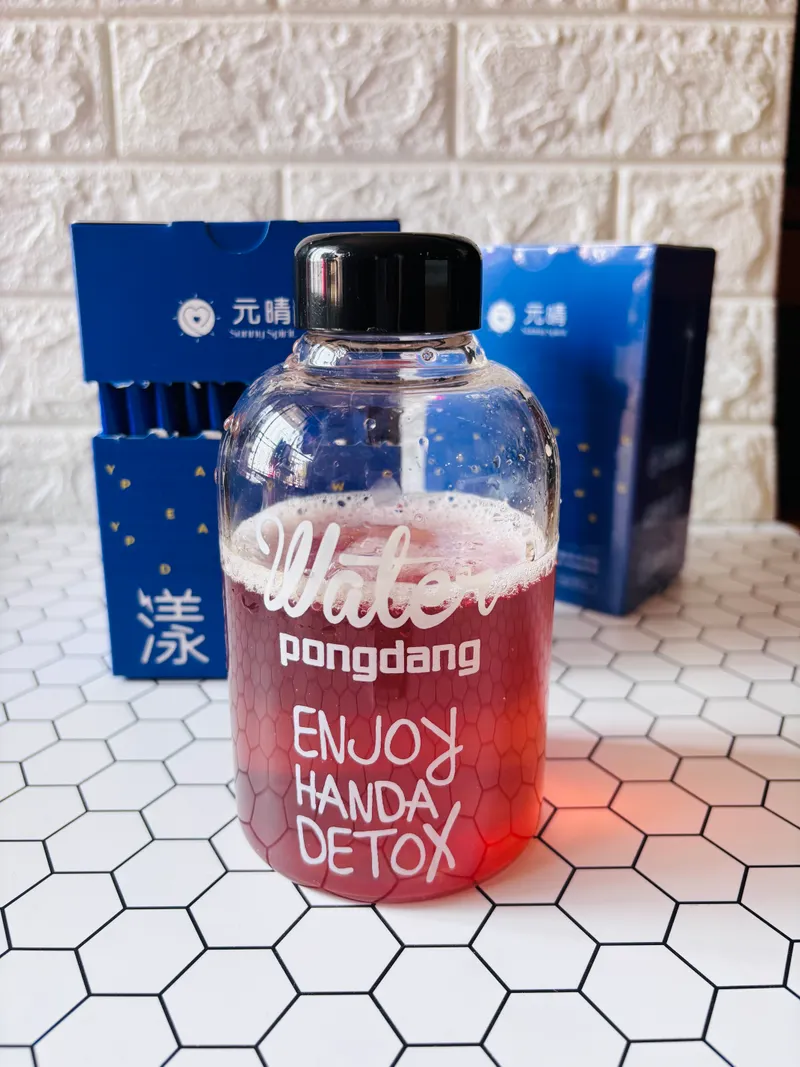 元晴
Sunny Spirit
元晴
Y A
P
E
Y P A
D
漾
Water
pongdang
ENJOY
HANDA
DETOX